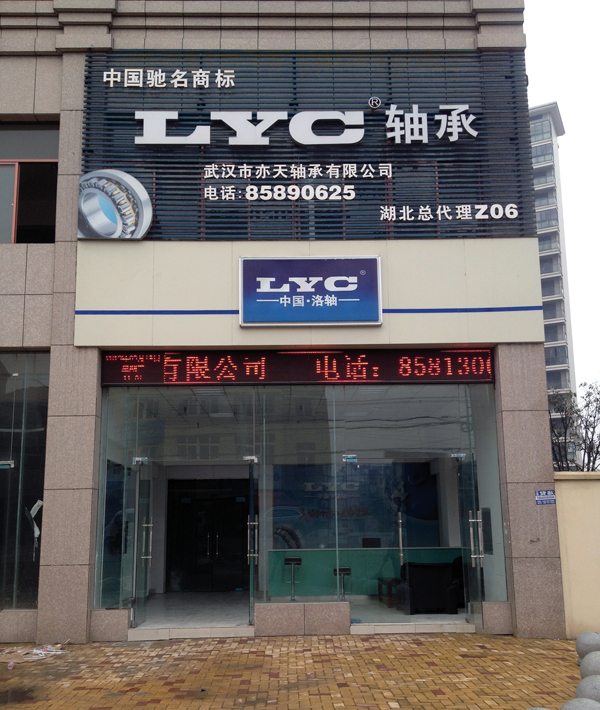 中国驰名商标
LYC® 轴承
武汉市亦天轴承有限公司
电话:85890625
湖北总代理Z06
LYC®
中国·洛轴
有限公司 电话: 8581300
LYC